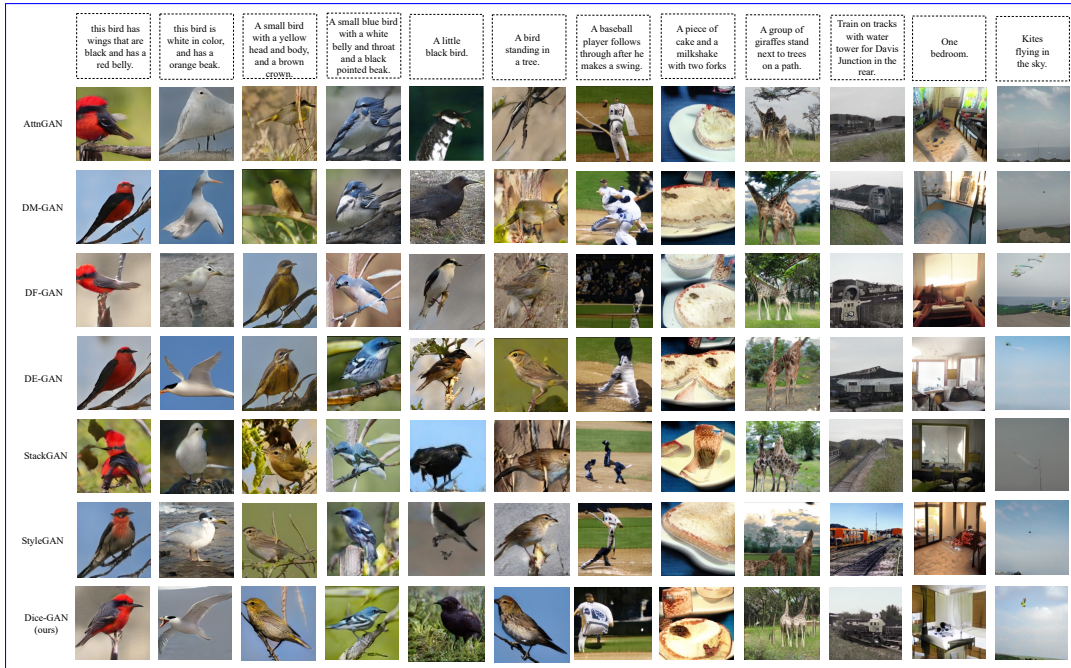 this bird has
wings that are
black and has a
red belly.
this bird is
white in color,
and has a
orange beak.
A small bird
with a yellow
head and body,
and a brown
crown.
A small blue bird
with a white
belly and throat
and a black
pointed beak.
A little
black bird.
A bird
standing in
a tree.
A baseball
player follows
through after he
makes a swing.
A piece of
cake and a
milkshake
with two forks
A group of
giraffes stand
next to trees
on a path.
Train on tracks
with water
tower for Davis
Junction in the
rear.
One
bedroom.
Kites
flying in
the sky.
AttnGAN
DM-GAN
DF-GAN
DE-GAN
StackGAN
StyleGAN
Dice-GAN
(ours)